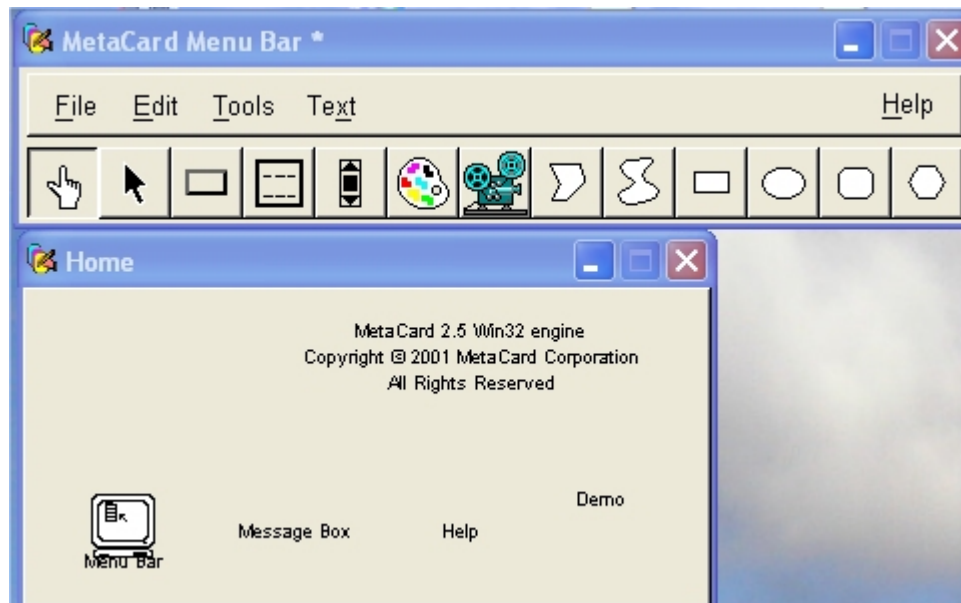 MetaCard Menu Bar *
File Edit Tools Text Help
Home
MetaCard 2.5 Win32 engine
Copyright © 2001 MetaCard Corporation
All Rights Reserved
Demo
Message Box Help
Menu Bar